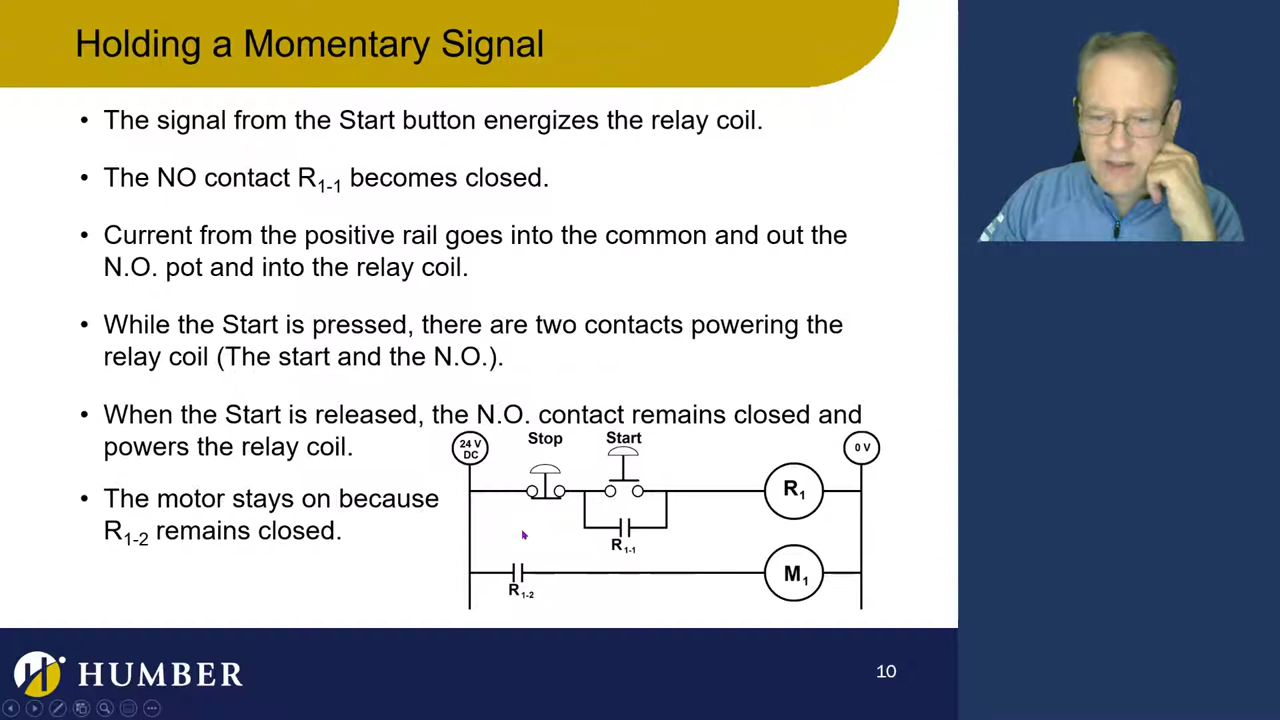 Holding a Momentary Signal
• The signal from the Start button energizes the relay coil.
• The NO contact R1-1 becomes closed.
• Current from the positive rail goes into the common and out the
N.O. pot and into the relay coil.
• While the Start is pressed, there are two contacts powering the
relay coil (The start and the N.O.).
• When the Start is released, the N.O. contact remains closed and
powers the relay coil.
• The motor stays on because
R1-2 remains closed.
24 V
DC
Stop
Start
0 V
R1
R1-1
R1-2
M1
HUMBER
10